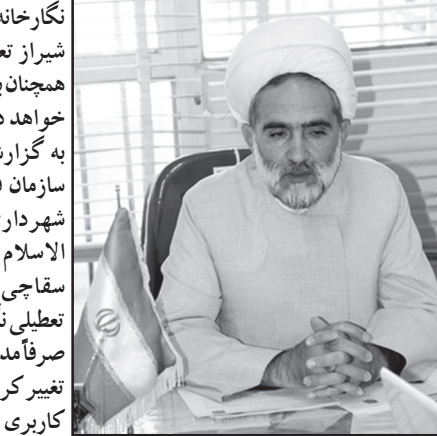 نگارخانه
شیراز تع
همچنان ب
خواهد د
به گزارش
سازمان ف
شهردار
الاسلام
سقاچی
تعطیلی ن
صرفاً مد
تغییر کر
کاربری